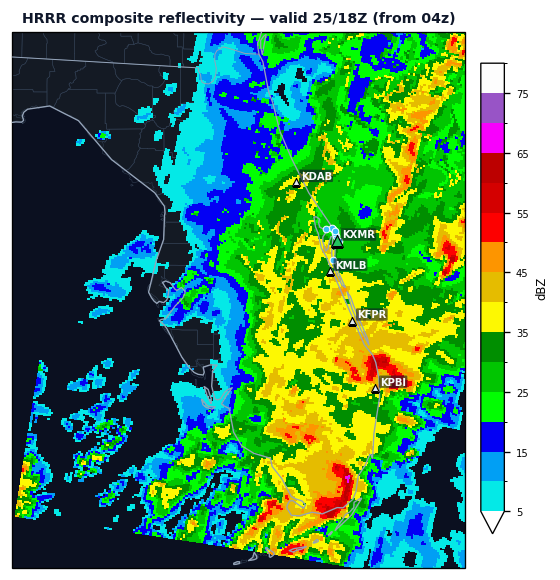 HRRR composite reflectivity — valid 25/18Z (from 04z)
KDAB
KXMR
KMLB
KFPR
KPBI
75
65
55
45
35
25
15
5
dBZ